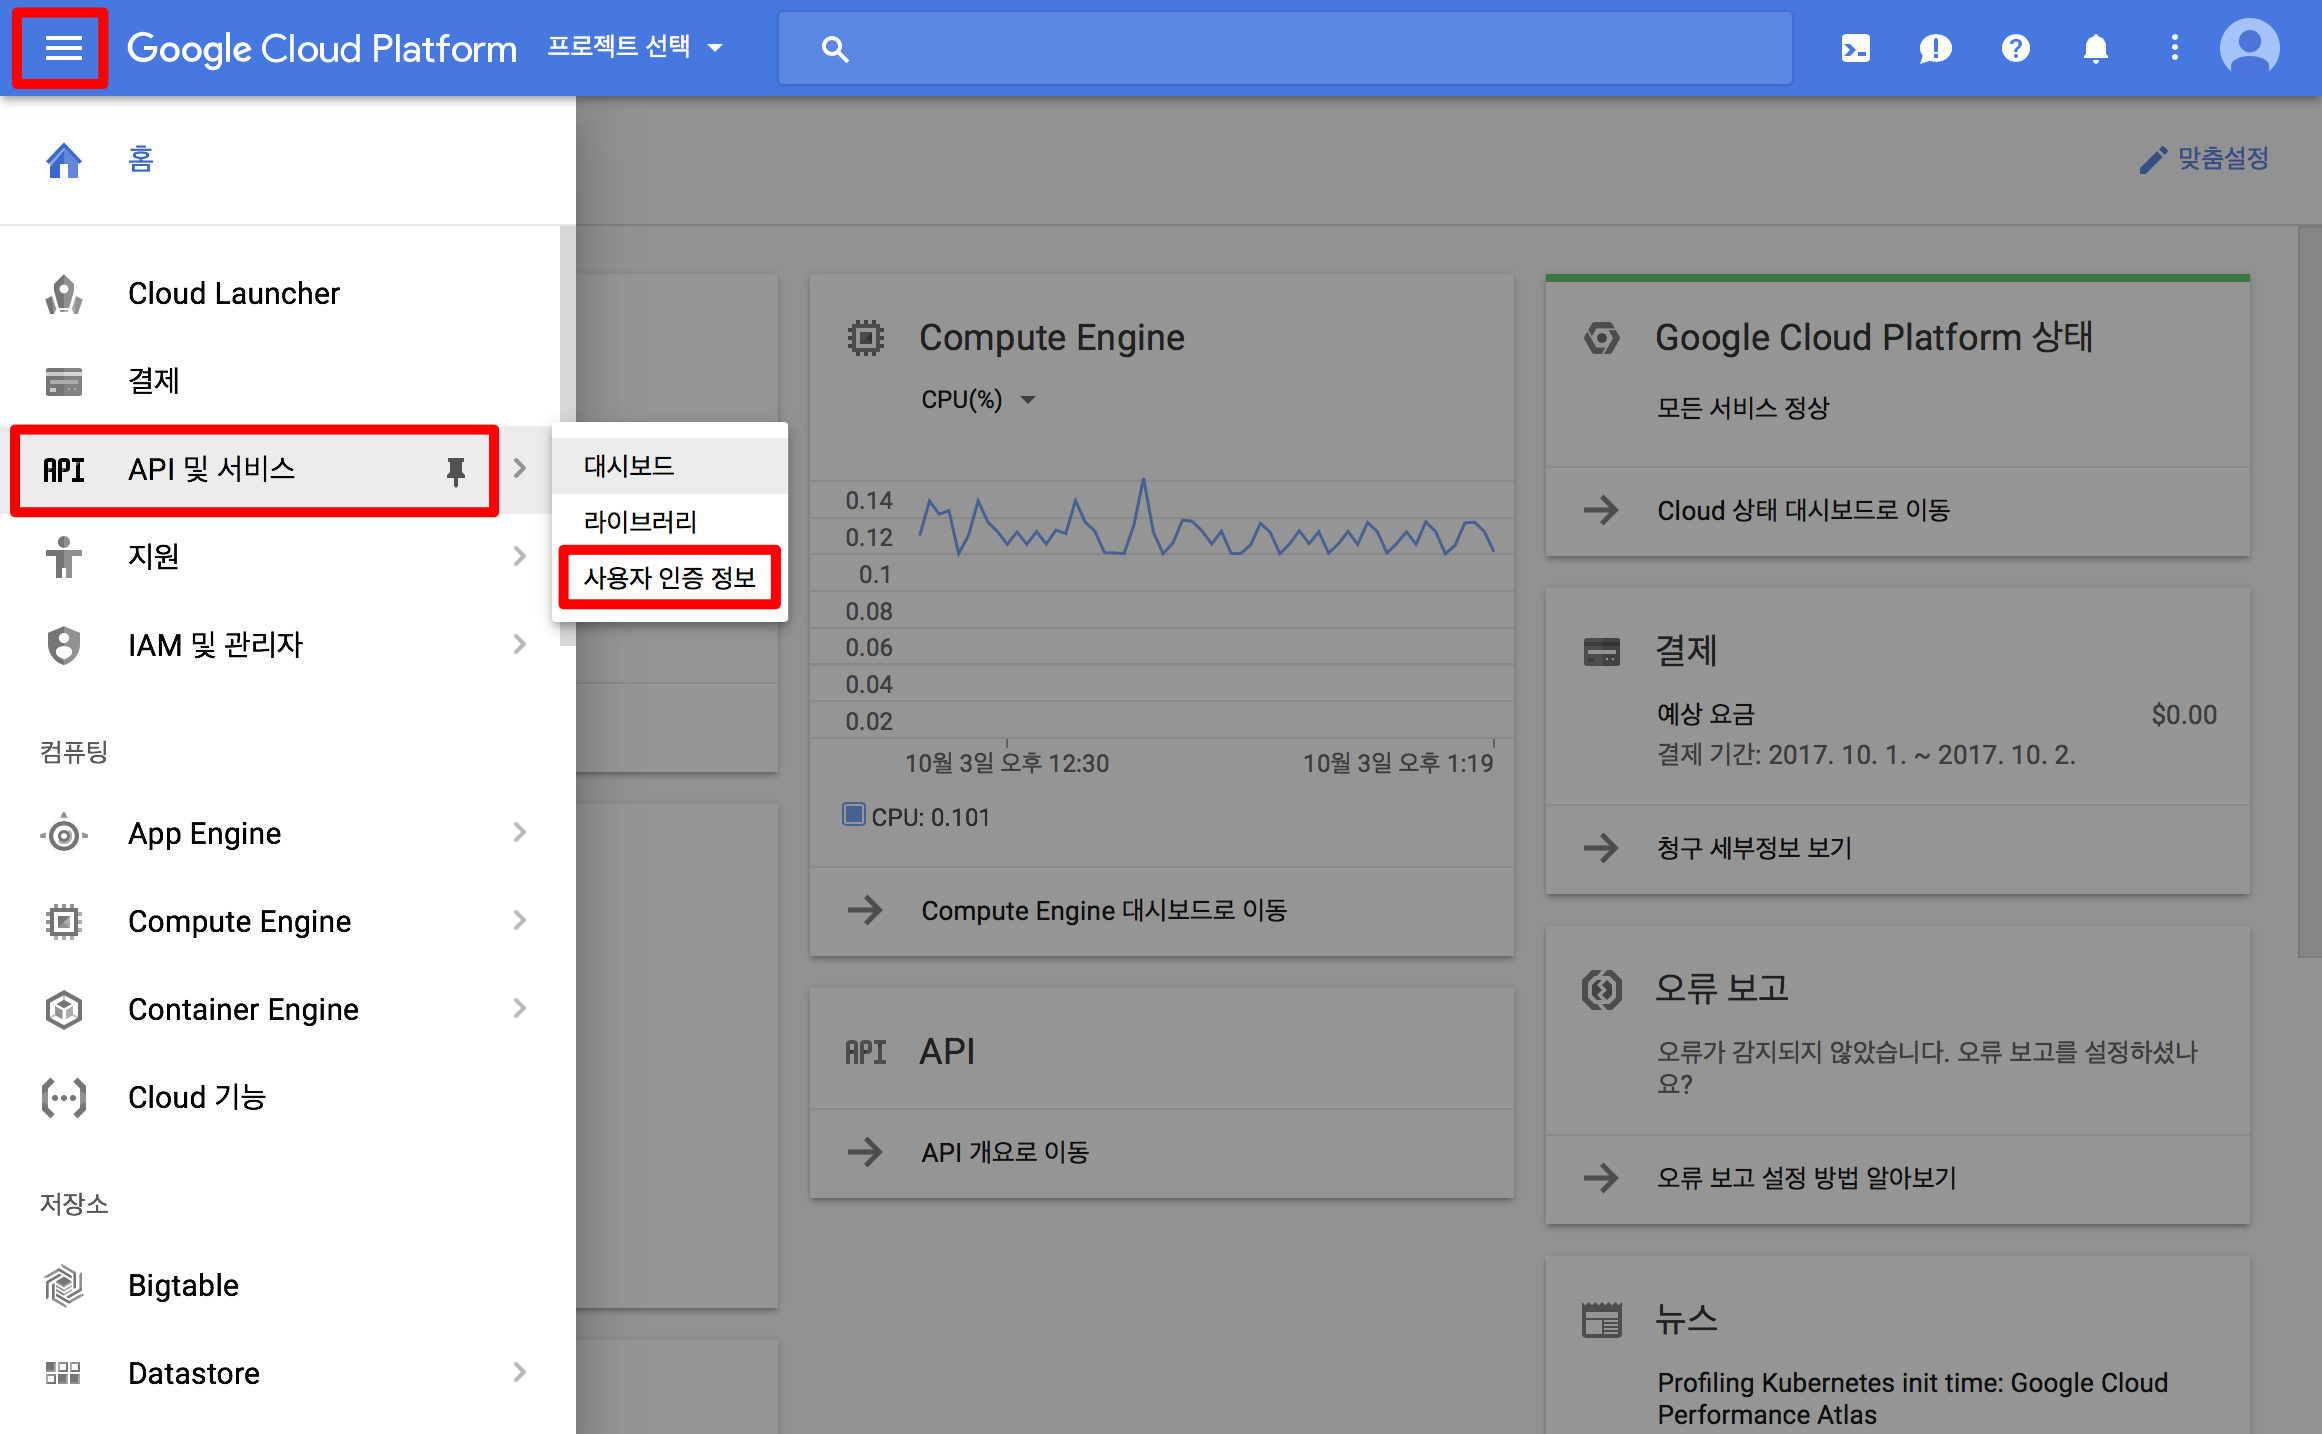 Google Cloud Platform 프로젝트 선택
홈
맞춤설정
Cloud Launcher
결제
API API 및 서비스
지원
IAM 및 관리자
컴퓨팅
App Engine
Compute Engine
Container Engine
Cloud 기능
저장소
Bigtable
Datastore
대시보드
라이브러리
사용자 인증 정보
Compute Engine
CPU(%)
0.14
0.12
0.1
0.08
0.06
0.04
0.02
10월 3일 오후 12:30 10월 3일 오후 1:19
CPU: 0.101
Compute Engine 대시보드로 이동
API API
API 개요로 이동
Google Cloud Platform 상태
모든 서비스 정상
Cloud 상태 대시보드로 이동
결제
예상 요금 $0.00
결제 기간: 2017. 10. 1. ~ 2017. 10. 2.
청구 세부정보 보기
오류 보고
오류가 감지되지 않았습니다. 오류 보고를 설정하셨나
요?
오류 보고 설정 방법 알아보기
뉴스
Profiling Kubernetes init time: Google Cloud
Performance Atlas